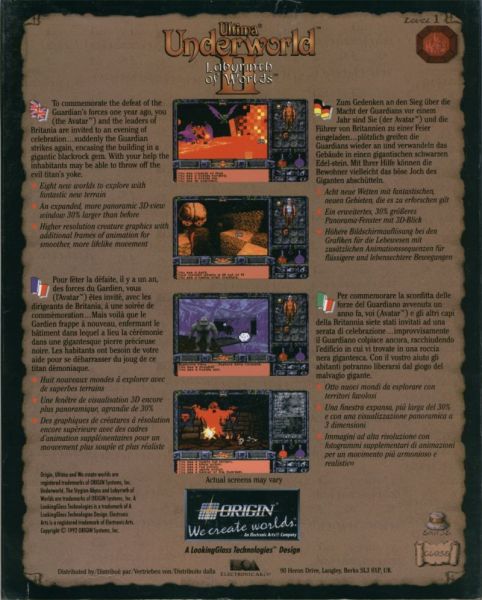 Ultima®
Underworld™
II
Labyrinth
of Worlds™
Level 1
To commemorate the defeat of the
Guardian's forces one year ago, you
(the Avatar™) and the leaders of
Britania are invited to an evening of
celebration…suddenly the Guardian
strikes again, encasing the building in a
gigantic blackrock gem. With your help the
inhabitants may be able to throw off the
evil titan's yoke.
Eight new worlds to explore with
fantastic new terrain
An expanded, more panoramic 3D-view
window 30% larger than before
Higher resolution creature graphics with
additional frames of animation for
smoother, more lifelike movement
Zum Gedenken an den Sieg über die
Macht der Guardians vor einem
Jahr sind Sie (der Avatar™) und die
Führer von Britannien zu einer Feier
eingeladen…plötzlich greifen die
Guardians wieder an und verwandeln das
Gebäude in einen gigantischen schwarzen
Edel-stein. Mit Ihrer Hilfe können die
Bewohner vielleicht das böse Joch des
Giganten abschütteln.
Acht neue Welten mit fantastischen,
neuen Gebieten, die es zu erforschen gilt
Ein erweitertes, 30% größeres
Panorama-Fenster mit 3D-Blick
Höhere Bildschirmauflösung bei den
Grafiken für die Lebewesen mit
zusätzlichen Animationssequenzen für
flüssigere und lebensechtere Bewegungen
Pour fêter la défaite, il y a un an,
des forces du Gardien, vous
(l'Avatar™) êtes invité, avec les
dirigeants de Britania, à une soirée de
commémoration…Mais voilà que le
Gardien frappe à nouveau, enfermant le
bâtiment dans lequel a lieu la cérémonie
dans une gigantesque pierre précieuse
noire. Les habitants ont besoin de votre
aide pour se débarrasser du joug de ce
titan démoniaque.
Huit nouveaux mondes à explorer avec
de superbes terrains
Une fenêtre de visualisation 3D encore
plus panoramique, agrandie de 30%
Des graphiques de créatures à résolution
encore supérieure avec des cadres
d'animation supplémentaires pour un
mouvement plus souple et plus réaliste
Per commemorare la sconfitta delle
forze del Guardiano avvenuta un
anno fa, voi (Avatar™) e gli altri capi
della Britania siete stati invitati ad una
serata di celebrazione…improvvisamente
il Guardiano colpisce ancora, racchiudendo
l'edificio in cui vi trovate in una roccia
nera gigantesca. Con il vostro aiuto gli
abitanti potranno liberarsi dal giogo del
malvagio gigante.
Otto nuovi mondi da esplorare con
territori favolosi
Una finestra espansa, più larga del 30%
e con una visualizzazione panoramica a
3 dimensioni
Immagini ad alta risoluzione con
fotogrammi supplementari di animazioni
per un movimento più armonioso e
realistico
Actual screens may vary
Origin, Ultima and We create worlds are
registered trademarks of ORIGIN Systems, Inc.
Underworld, The Stygian Abyss and Labyrinth of
Worlds are trademarks of ORIGIN Systems, Inc. A
LookingGlass Technologies is a trademark of A
LookingGlass Technologies Design. Electronic
Arts is a registered trademark of Electronic Arts.
Copyright © 1992 ORIGIN Systems, Inc.
ORIGIN
We create worlds.
An Electronic Arts® Company
A LookingGlass Technologies™ Design
Distributed by/Distribué par/Vertrieben von/Distribuito dalla
ELECTRONIC ARTS®
90 Heron Drive, Langley, Berks SL3 8XP, UK.
CLOSE